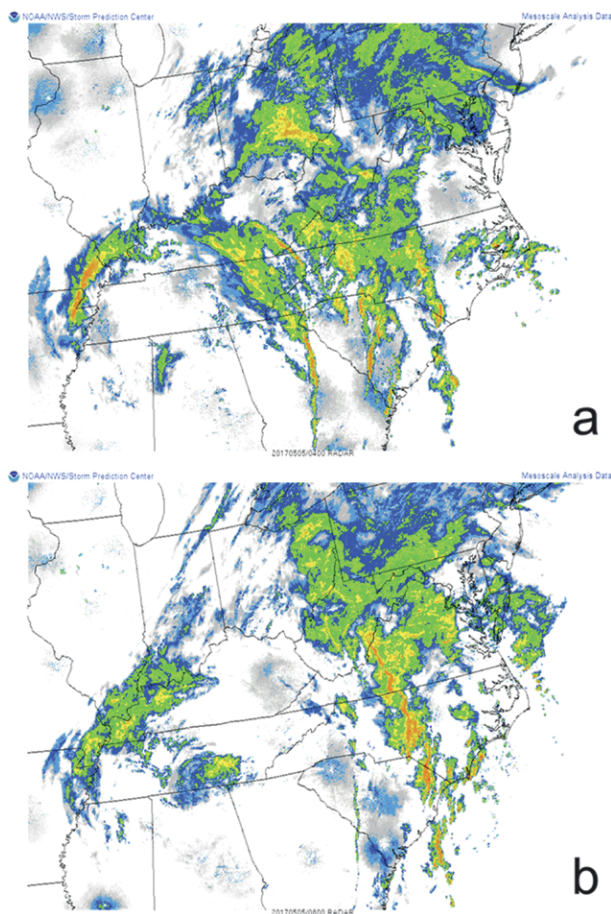 NOAA/NWS/Storm Prediction Center
Mesoscale Analysis Data
a
20170505/0400 RADAR
NOAA/NWS/Storm Prediction Center
Mesoscale Analysis Data
b
20170505/0800 RADAR